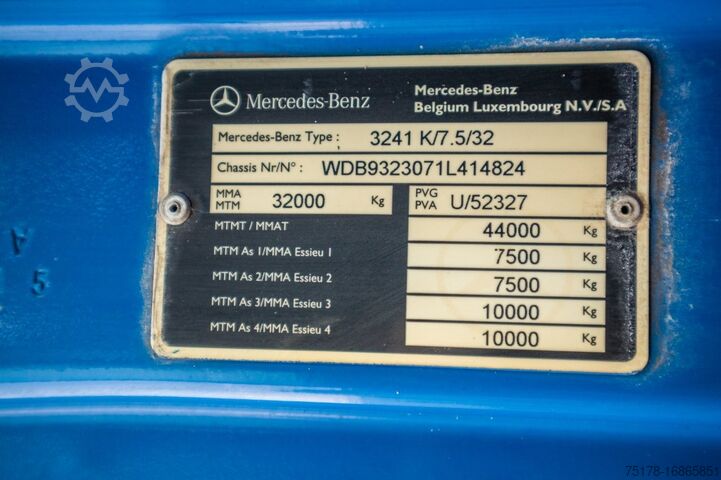 Mercedes-Benz
Mercedes-Benz
Belgium Luxembourg N.V./S.A
Mercedes-Benz Type : 3241 K/7.5/32
Chassis Nr/N° : WDB9323071L414824
MMA
MTM 32000 Kg
PVG
PVA U/52327
MTMT / MMAT 44000 Kg
MTM As 1/MMA Essieu 1 7500 Kg
MTM As 2/MMA Essieu 2 7500 Kg
MTM As 3/MMA Essieu 3 10000 Kg
MTM As 4/MMA Essieu 4 10000 Kg
75178-16865851